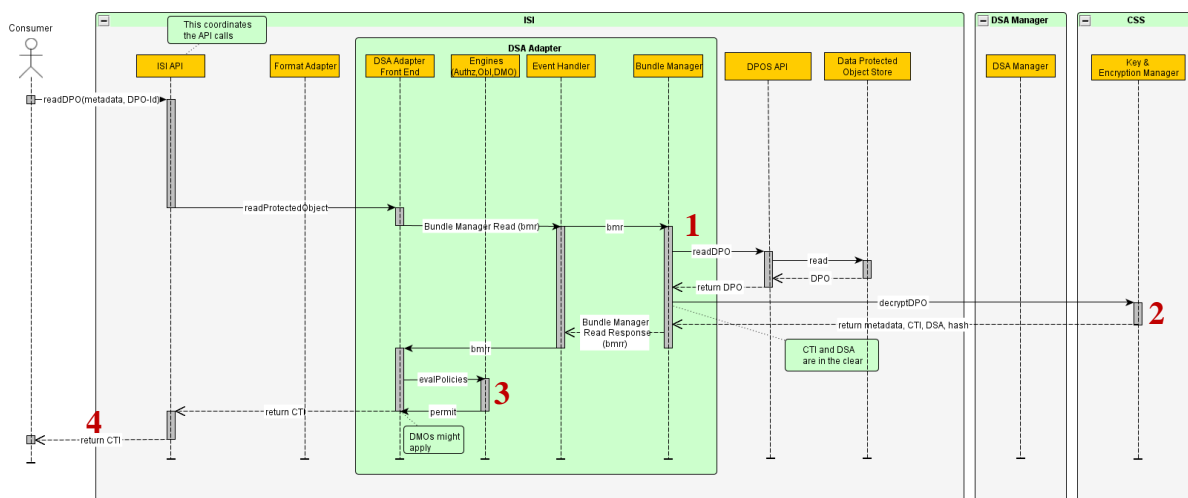 ISI
DSA Manager
CSS
This coordinates
the API calls
Consumer
DSA Adapter
ISI API
Format Adapter
DSA Adapter
Front End
Engines
(Authz,Obl,DMO)
Event Handler
Bundle Manager
DPOS API
Data Protected
Object Store
DSA Manager
Key &
Encryption Manager
readDPO(metadata, DPO-Id)
readProtectedObject
Bundle Manager Read (bmr)
bmr
1
readDPO
read
DPO
return DPO
decryptDPO
2
return metadata, CTI, DSA, hash
Bundle Manager
Read Response
(bmrr)
bmrr
CTI and DSA
are in the clear
evalPolicies
3
permit
return CTI
4
return CTI
DMOs might
apply